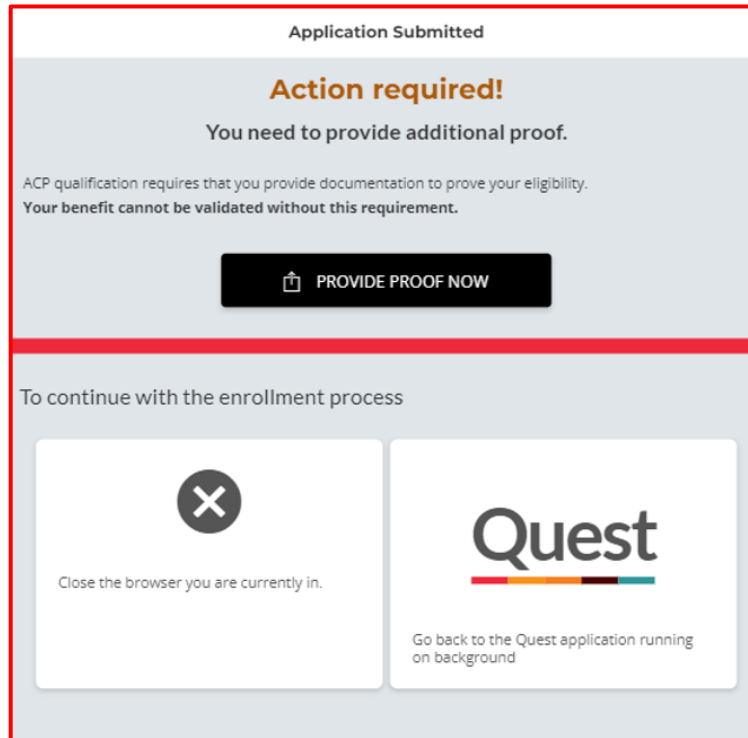 Application Submitted
Action required!
You need to provide additional proof.
ACP qualification requires that you provide documentation to prove your eligibility.
Your benefit cannot be validated without this requirement.
PROVIDE PROOF NOW
To continue with the enrollment process
Close the browser you are currently in.
Quest
Go back to the Quest application running
on background